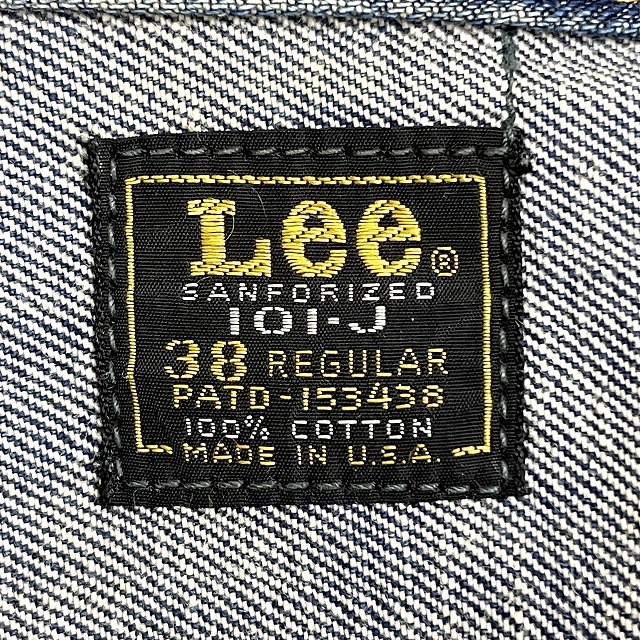 Lee®
SANFORIZED
101-J
38 REGULAR
PATD-153438
100% COTTON
MADE IN U.S.A.